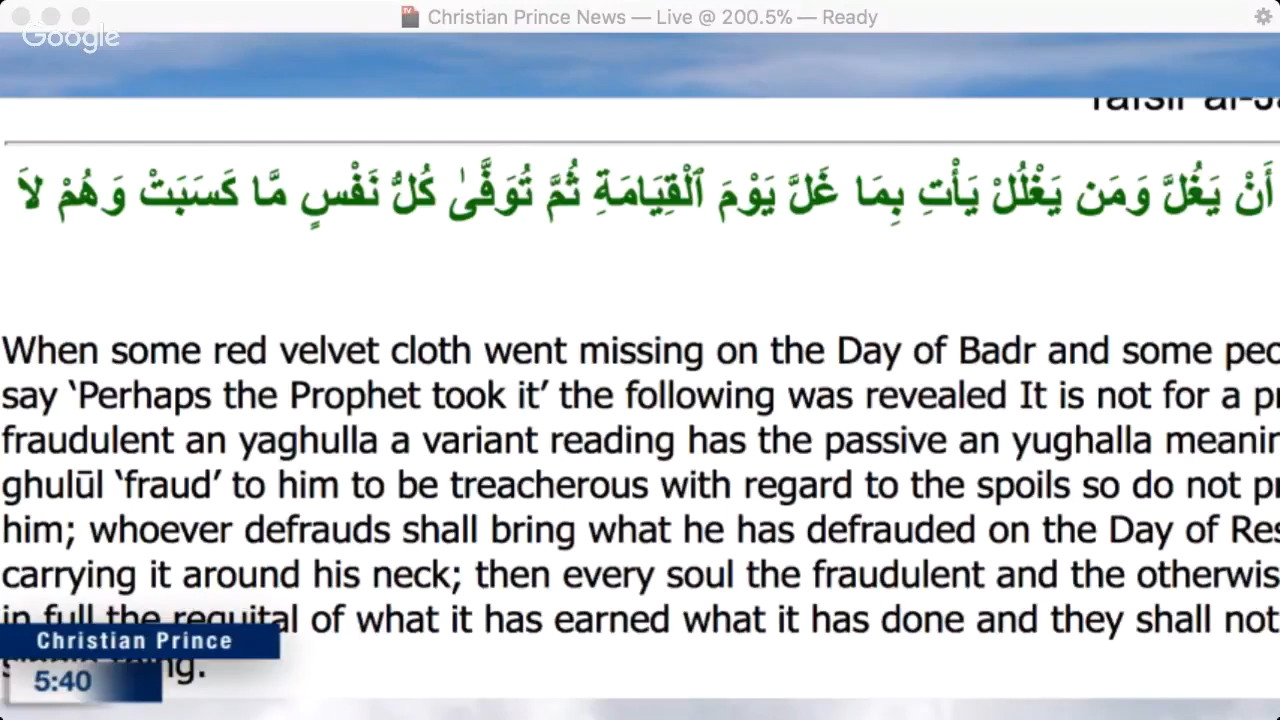 Christian Prince News — Live @ 200.5% — Ready
Google
Tafsir al-Ja
أَنْ يَغُلَّ وَمَن يَغْلُلْ يَأْتِ بِمَا غَلَّ يَوْمَ ٱلْقِيَامَةِ ثُمَّ تُوَفَّىٰ كُلُّ نَفْسٍ مَّا كَسَبَتْ وَهُمْ لاَ
When some red velvet cloth went missing on the Day of Badr and some peo
say ‘Perhaps the Prophet took it’ the following was revealed It is not for a pr
fraudulent an yaghulla a variant reading has the passive an yughalla meanin
ghulūl ‘fraud’ to him to be treacherous with regard to the spoils so do not pr
him; whoever defrauds shall bring what he has defrauded on the Day of Res
carrying it around his neck; then every soul the fraudulent and the otherwis
in full the requital of what it has earned what it has done and they shall not
Christian Prince
5:40